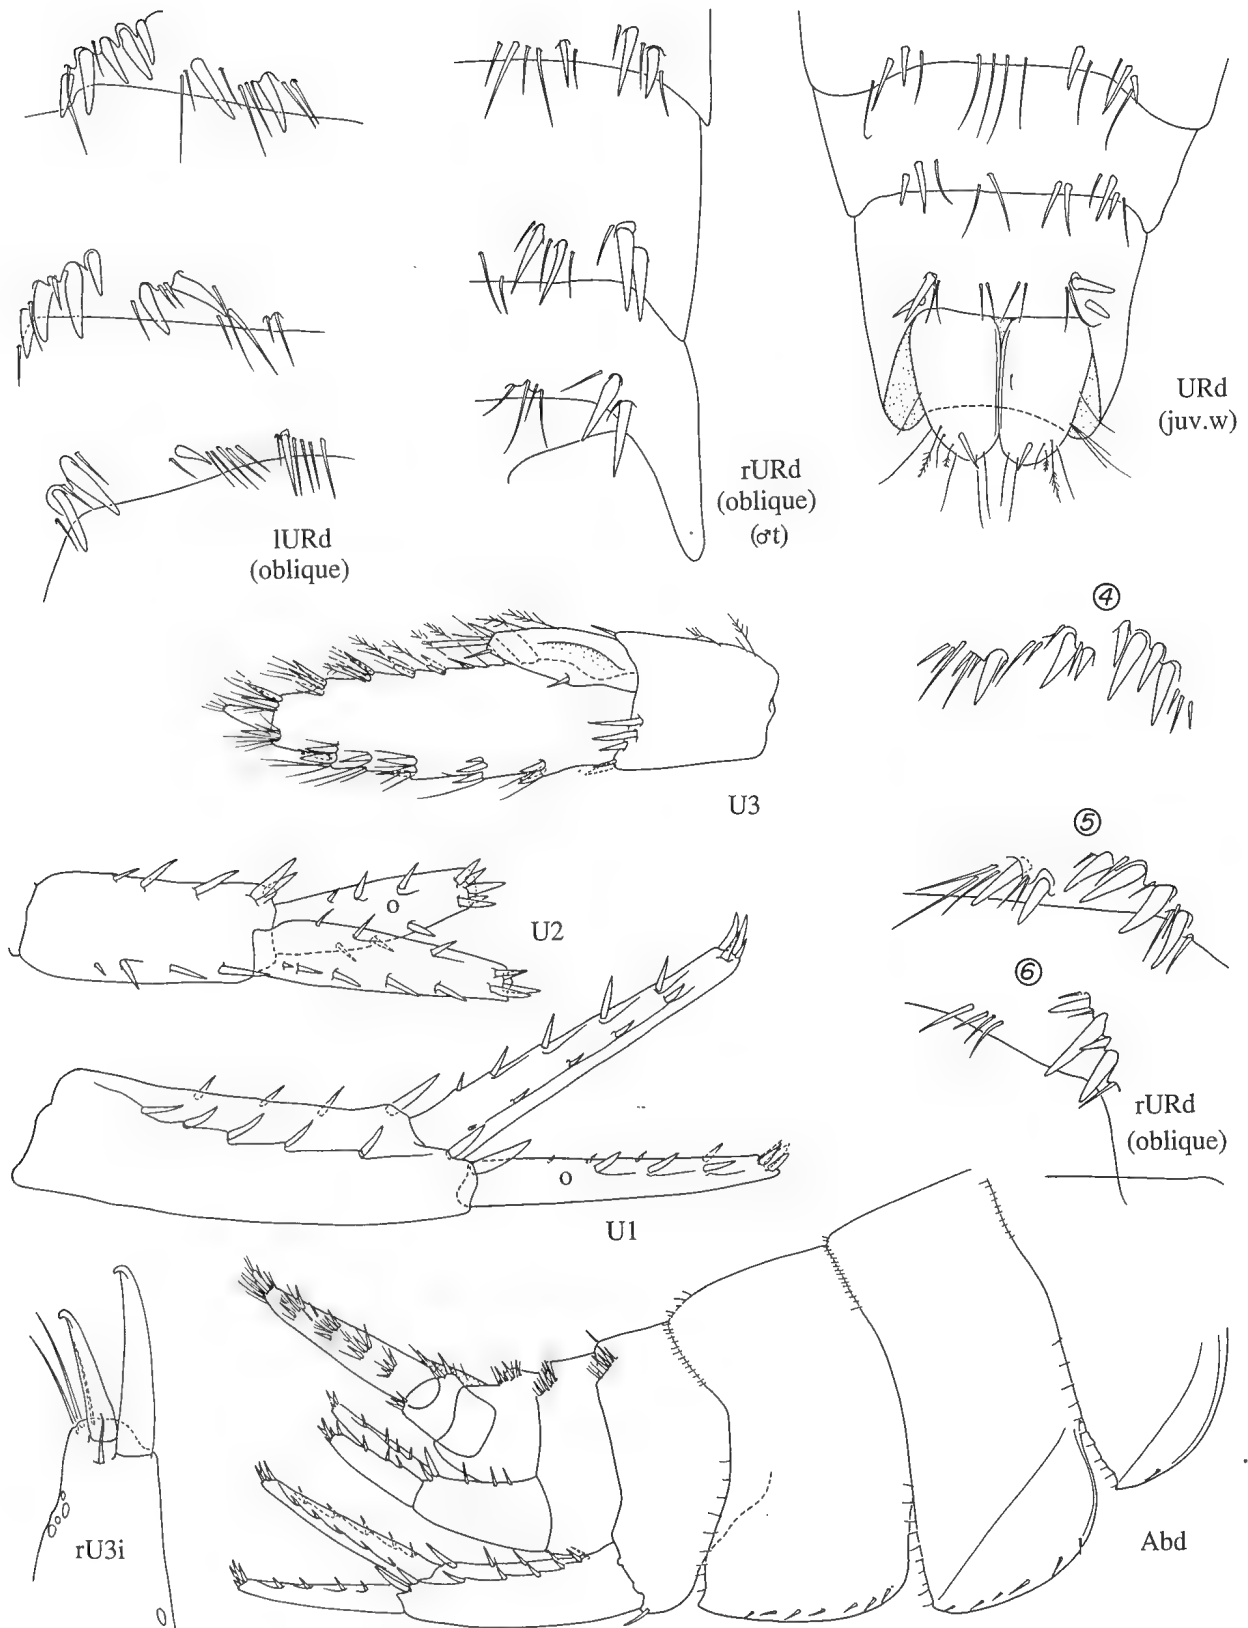 lURd
(oblique)
rURd
(oblique)
(♂t)
URd
(juv.w)
④
U3
⑤
o
U2
⑥
rURd
(oblique)
o
U1
rU3i
Abd